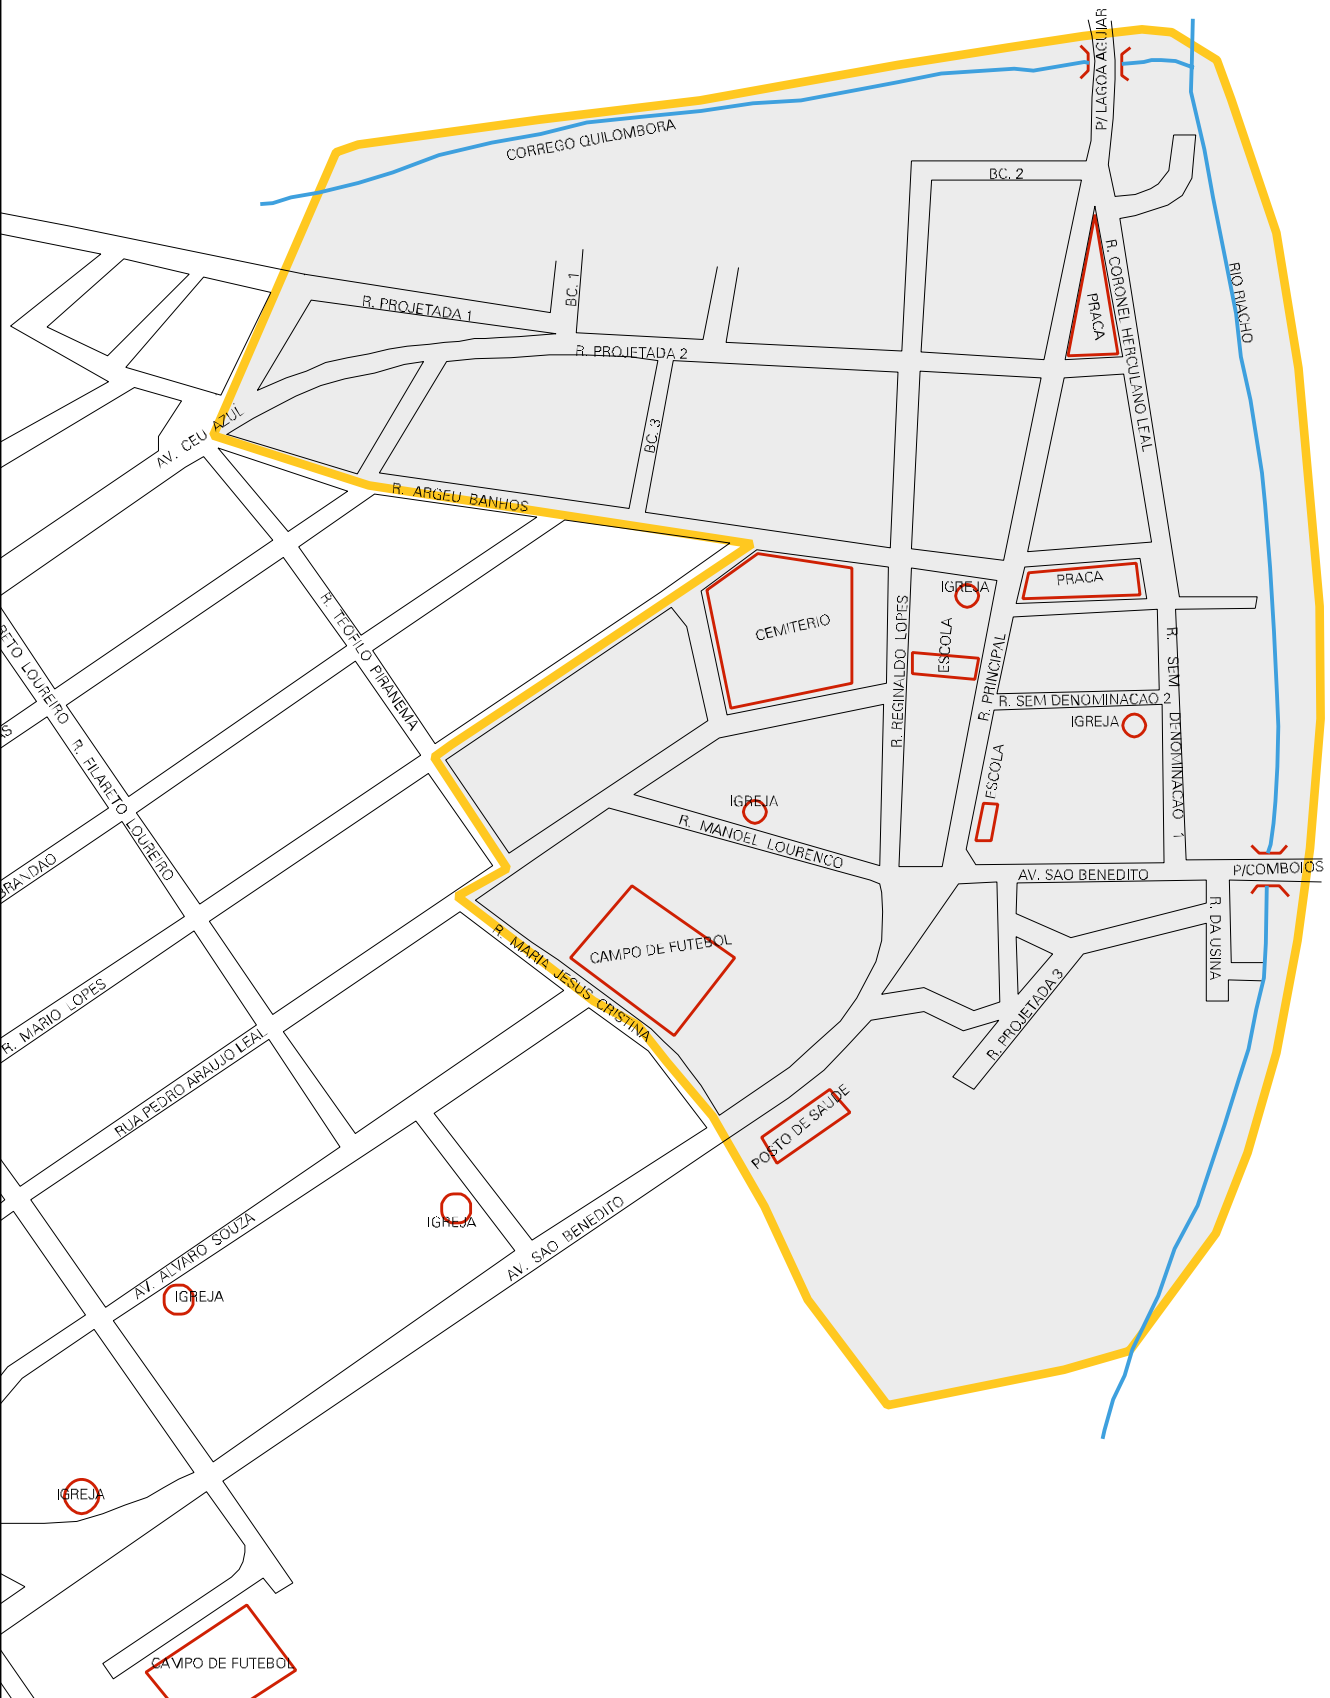 P/ LAGOA AGUIAR
CORREGO QUILOMBORA
BC. 2
R. CORONEL HERCULANO LEAL
RIO RIACHO
BC. 1
R. PROJETADA 1
PRACA
R. PROJETADA 2
AV. CEU AZUL
BC. 3
R. ARGEU BANHOS
IGREJA
PRACA
CEMITERIO
ESCOLA
R. REGINALDO LOPES
R. PRINCIPAL
R. SEM DENOMINACAO 1
R. TEOFILO PIRANEMA
R. SEM DENOMINACAO 2
IGREJA
RETO LOUREIRO
AS
R. FILARETO LOUREIRO
ESCOLA
IGREJA
R. MANOEL LOURENCO
AV. SAO BENEDITO
P/COMBOIOS
BRANDAO
R. DA USINA
R. MARIA JESUS CRISTINA
CAMPO DE FUTEBOL
R. MARIO LOPES
R. PROJETADA 3
RUA PEDRO ARAUJO LEAL
POSTO DE SAUDE
IGREJA
AV. ALVARO SOUZA
AV. SAO BENEDITO
IGREJA
IGREJA
CAMPO DE FUTEBOL